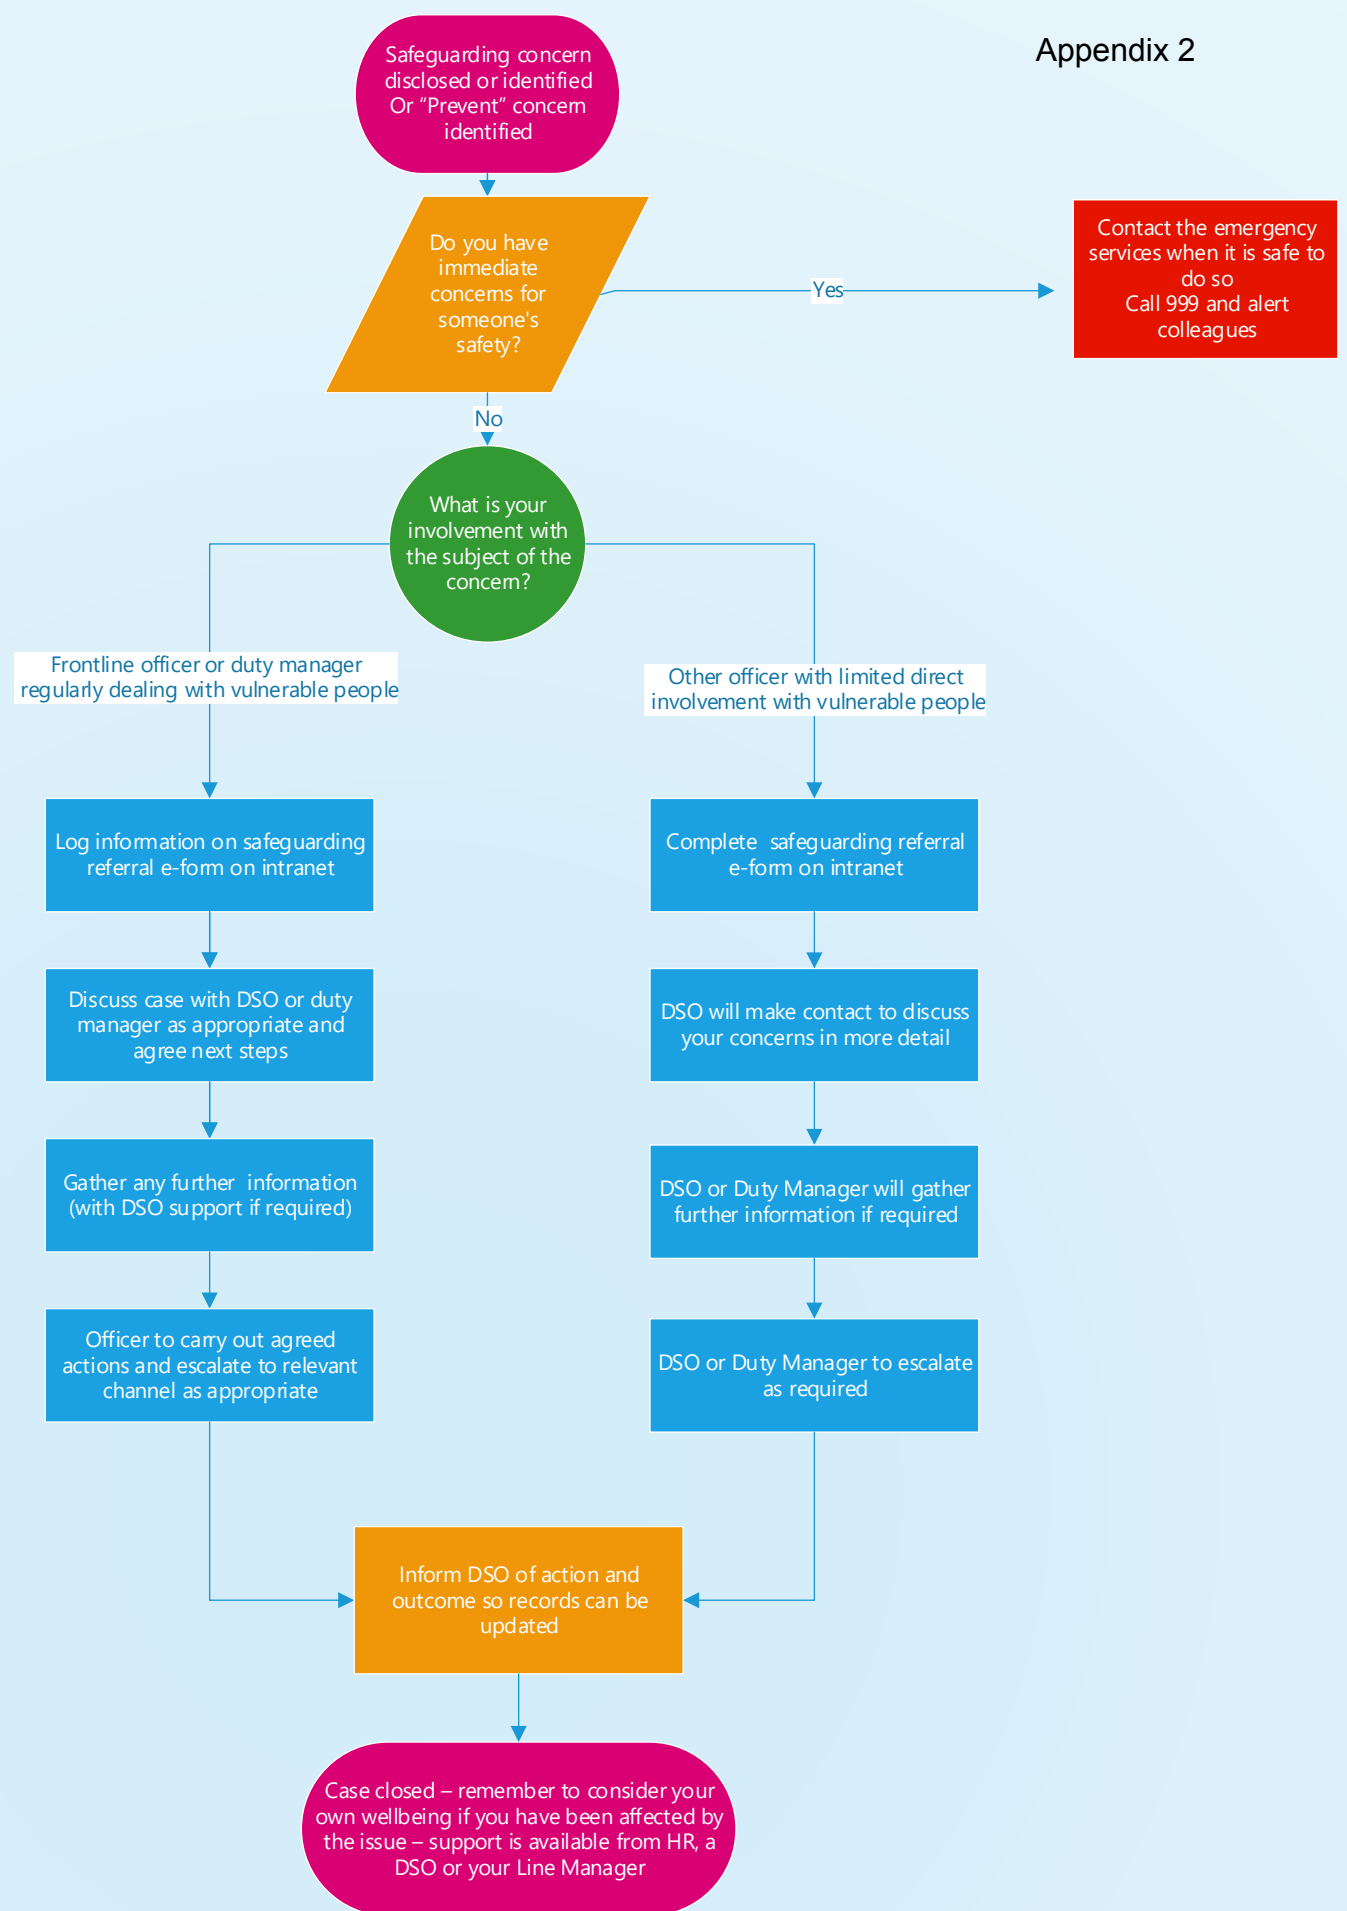 Appendix 2
Safeguarding concern
disclosed or identified
Or “Prevent” concern
identified
Do you have
immediate
concerns for
someone's
safety?
Yes
Contact the emergency
services when it is safe to
do so
Call 999 and alert
colleagues
No
What is your
involvement with
the subject of the
concern?
Frontline officer or duty manager
regularly dealing with vulnerable people
Other officer with limited direct
involvement with vulnerable people
Log information on safeguarding
referral e-form on intranet
Discuss case with DSO or duty
manager as appropriate and
agree next steps
Gather any further information
(with DSO support if required)
Officer to carry out agreed
actions and escalate to relevant
channel as appropriate
Complete safeguarding referral
e-form on intranet
DSO will make contact to discuss
your concerns in more detail
DSO or Duty Manager will gather
further information if required
DSO or Duty Manager to escalate
as required
Inform DSO of action and
outcome so records can be
updated
Case closed – remember to consider your
own wellbeing if you have been affected by
the issue – support is available from HR, a
DSO or your Line Manager